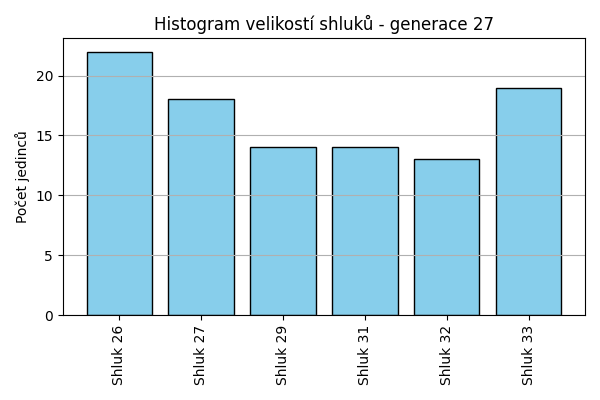 Histogram velikostí shluků - generace 27
Počet jedinců
20
15
10
5
0
Shluk 26
Shluk 27
Shluk 29
Shluk 31
Shluk 32
Shluk 33